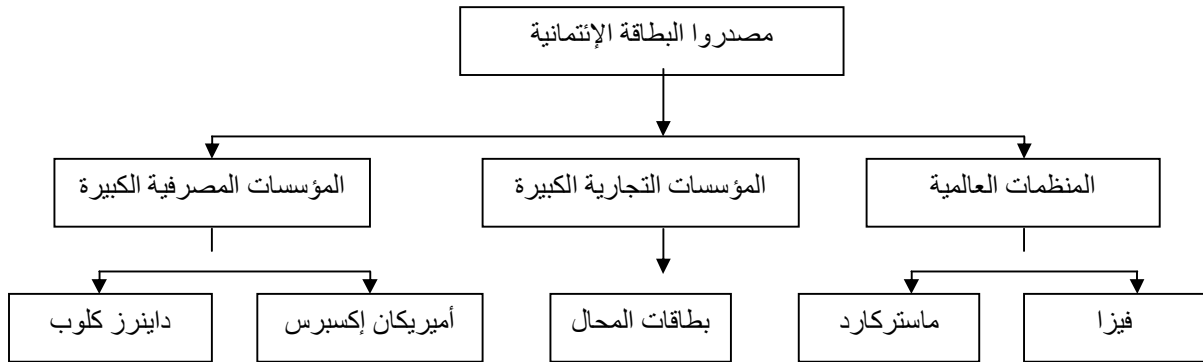 مصدروا البطاقة الإئتمانية
المنظمات العالمية
المؤسسات التجارية الكبيرة
المؤسسات المصرفية الكبيرة
فيزا
ماستركارد
بطاقات المحال
أميريكان إكسبرس
داينرز كلوب